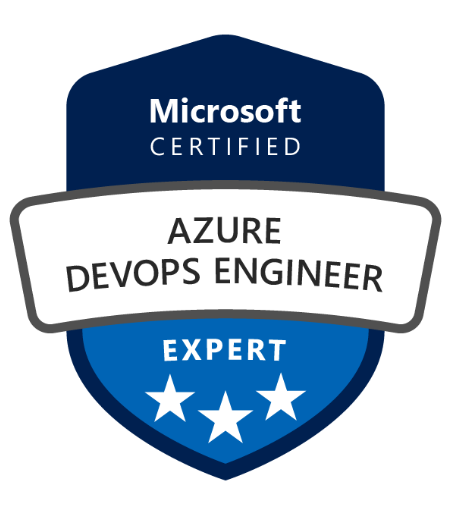 Microsoft
CERTIFIED
AZURE
DEVOPS ENGINEER
EXPERT